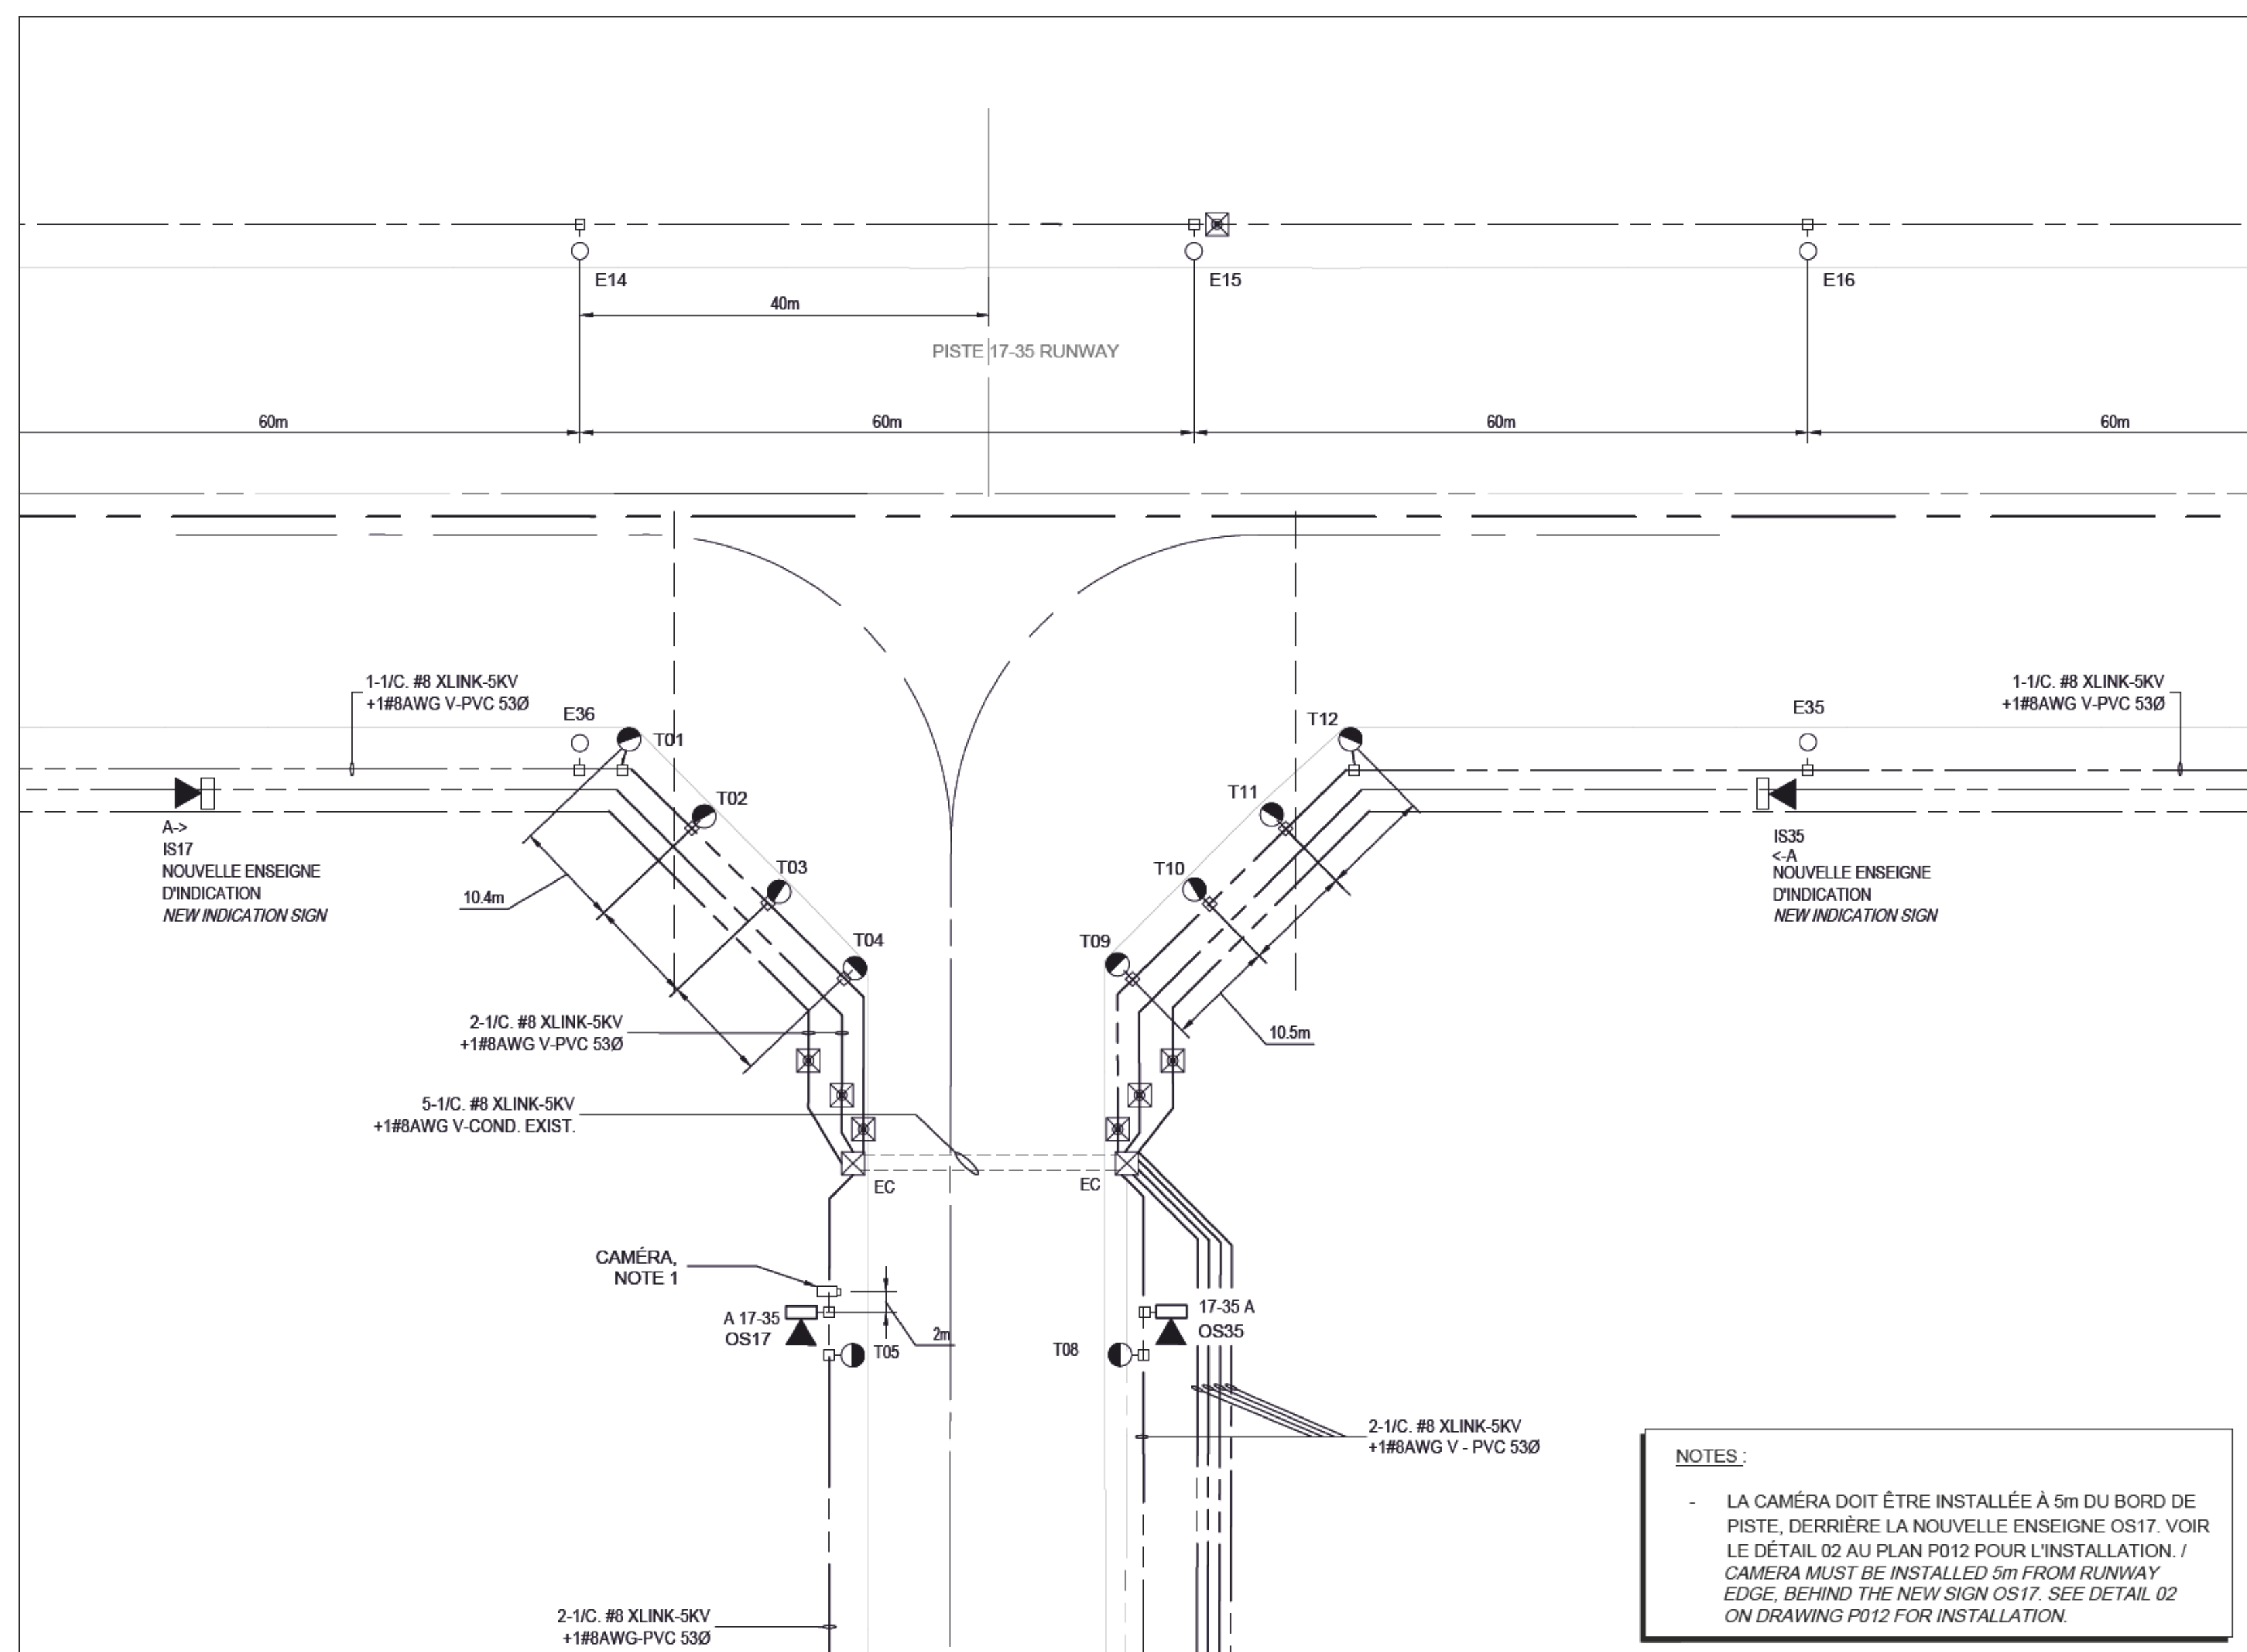 E14
E15
E16
40m
PISTE 17-35 RUNWAY
60m
60m
60m
60m
1-1/C. #8 XLINK-5KV
+1#8AWG V-PVC 53Ø
E36
T01
T12
E35
1-1/C. #8 XLINK-5KV
+1#8AWG V-PVC 53Ø
T02
T11
A->
IS17
NOUVELLE ENSEIGNE
D'INDICATION
NEW INDICATION SIGN
IS35
<-A
NOUVELLE ENSEIGNE
D'INDICATION
NEW INDICATION SIGN
T03
T10
10.4m
T04
T09
2-1/C. #8 XLINK-5KV
+1#8AWG V-PVC 53Ø
10.5m
5-1/C. #8 XLINK-5KV
+1#8AWG V-COND. EXIST.
EC
EC
CAMÉRA,
NOTE 1
A 17-35
OS17
2m
T05
17-35 A
OS35
T08
2-1/C. #8 XLINK-5KV
+1#8AWG V - PVC 53Ø
2-1/C. #8 XLINK-5KV
+1#8AWG-PVC 53Ø
NOTES :
- LA CAMÉRA DOIT ÊTRE INSTALLÉE À 5m DU BORD DE
PISTE, DERRIÈRE LA NOUVELLE ENSEIGNE OS17. VOIR
LE DÉTAIL 02 AU PLAN P012 POUR L'INSTALLATION. /
CAMERA MUST BE INSTALLED 5m FROM RUNWAY
EDGE, BEHIND THE NEW SIGN OS17. SEE DETAIL 02
ON DRAWING P012 FOR INSTALLATION.